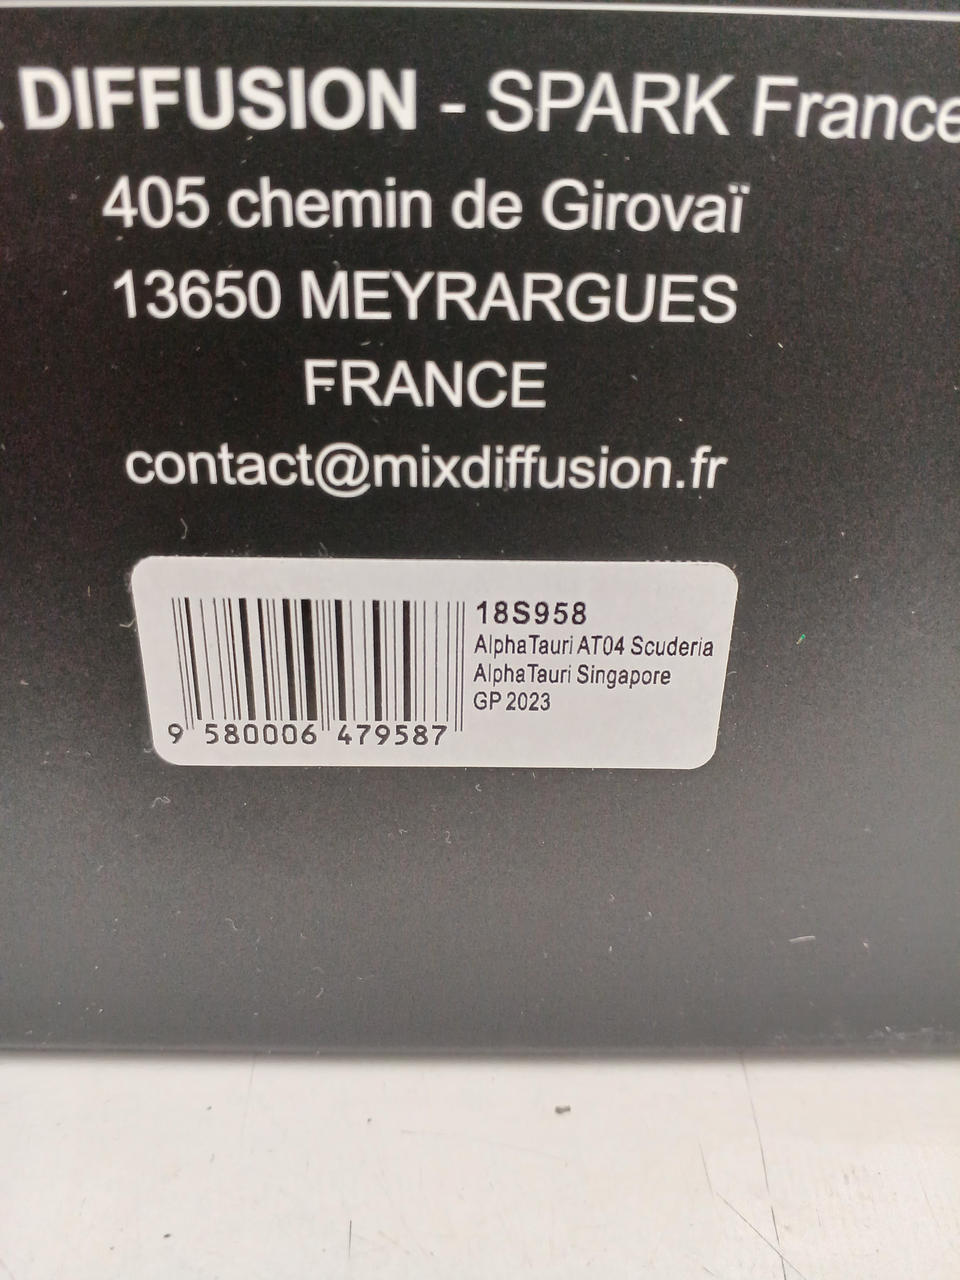 DIFFUSION - SPARK France
405 chemin de Girovaï
13650 MEYRARGUES
FRANCE
contact@mixdiffusion.fr
18S958
AlphaTauri AT04 Scuderia
AlphaTauri Singapore
GP 2023
9 580006 479587